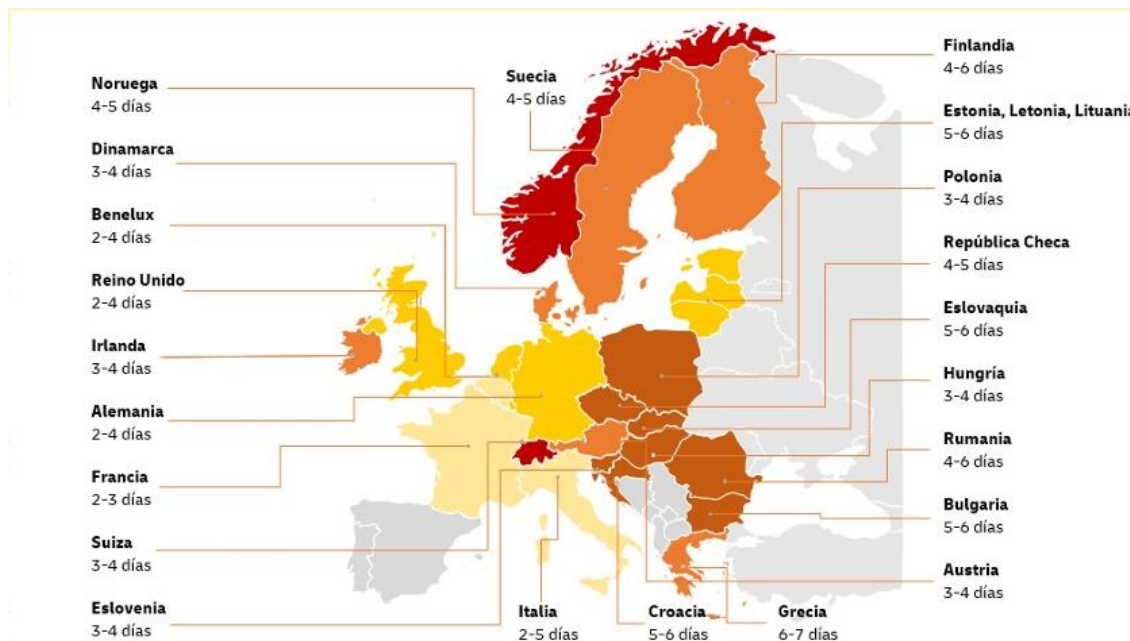 Noruega
4-5 días
Dinamarca
3-4 días
Benelux
2-4 días
Reino Unido
2-4 días
Irlanda
3-4 días
Alemania
2-4 días
Francia
2-3 días
Suiza
3-4 días
Eslovenia
3-4 días
Suecia
4-5 días
Italia
2-5 días
Croacia
5-6 días
Grecia
6-7 días
Finlandia
4-6 días
Estonia, Letonia, Lituania
5-6 días
Polonia
3-4 días
República Checa
4-5 días
Eslovaquia
5-6 días
Hungría
3-4 días
Rumania
4-6 días
Bulgaria
5-6 días
Austria
3-4 días